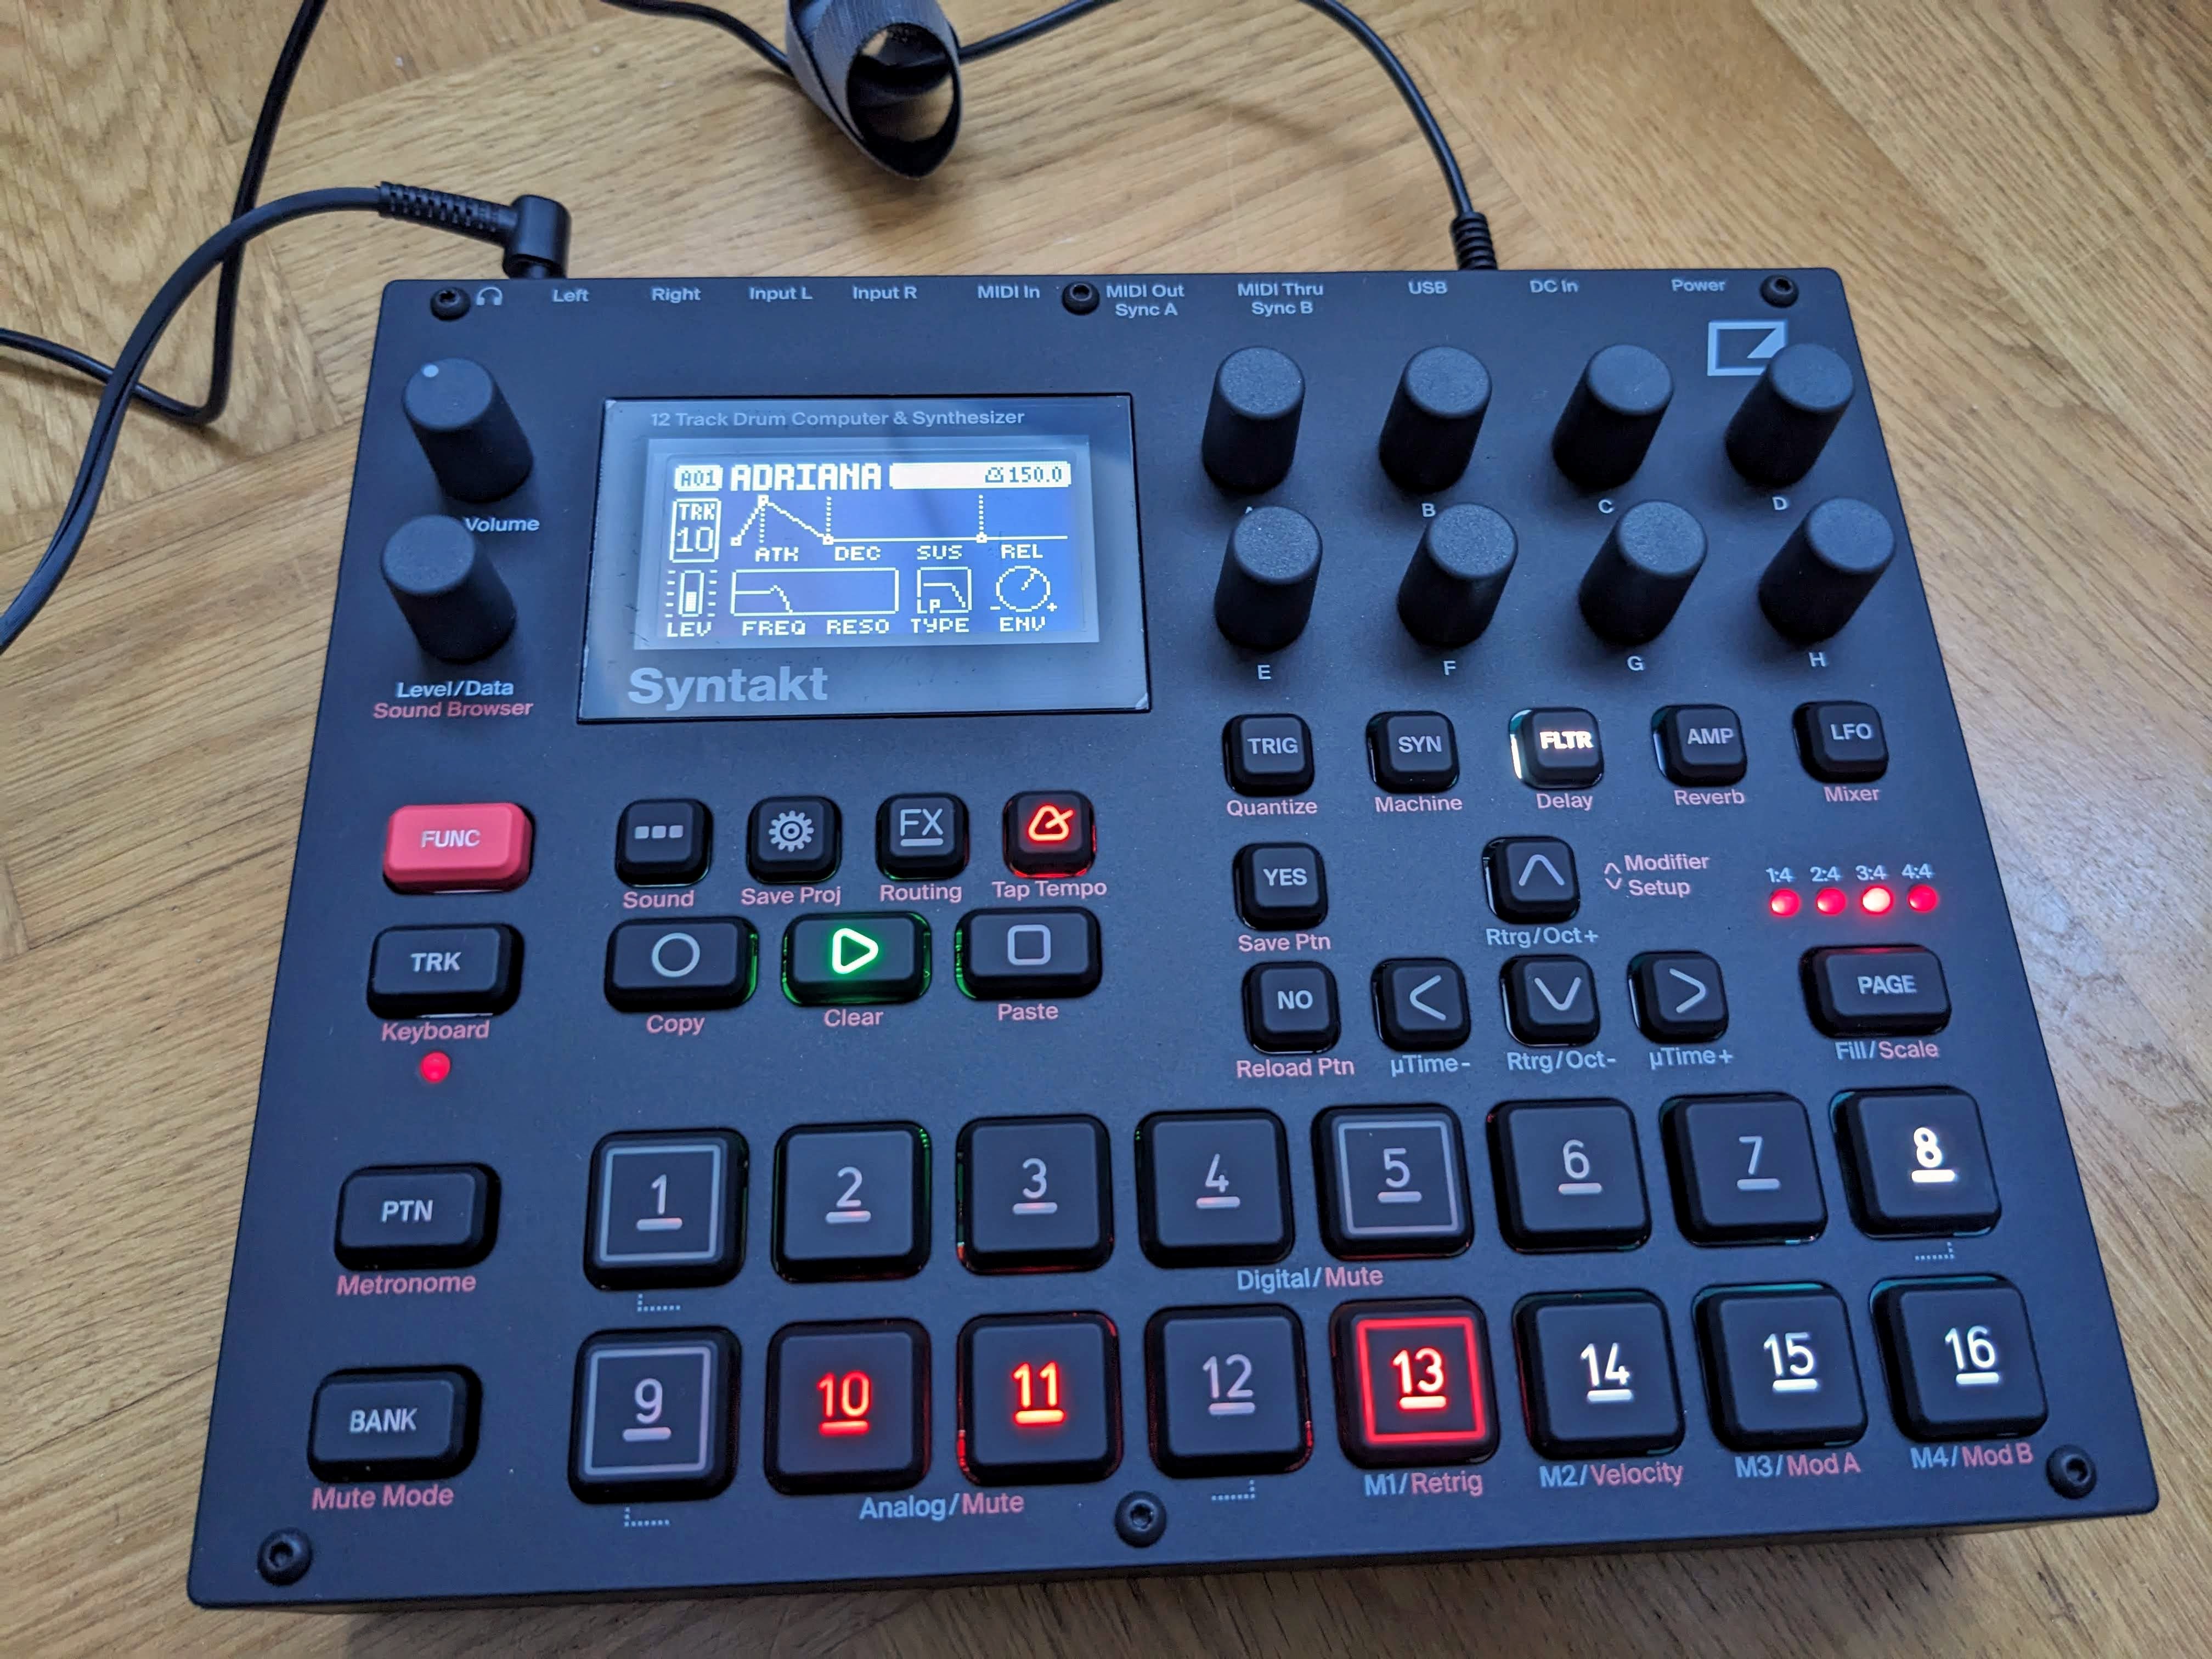 Left Right Input L Input R MIDI In MIDI Out MIDI Thru USB DC In Power
Sync A Sync B
12 Track Drum Computer & Synthesizer
A01 ADRIANA 150.0
TRK
10
ATK DEC SUS REL
LP
LEV FREQ RESO TYPE ENV
Syntakt
Volume
Level/Data
Sound Browser
A B C D
E F G H
TRIG SYN FLTR AMP LFO
Quantize Machine Delay Reverb Mixer
FUNC FX
Sound Save Proj Routing Tap Tempo
YES
Save Ptn
Modifier
Setup
Rtrg/Oct+
1:4 2:4 3:4 4:4
TRK
Keyboard
Copy Clear Paste
NO PAGE
Reload Ptn µTime- Rtrg/Oct- µTime+ Fill/Scale
PTN
Metronome
1 2 3 4 5 6 7 8
Digital/Mute
BANK
Mute Mode
9 10 11 12 13 14 15 16
Analog/Mute M1/Retrig M2/Velocity M3/Mod A M4/Mod B